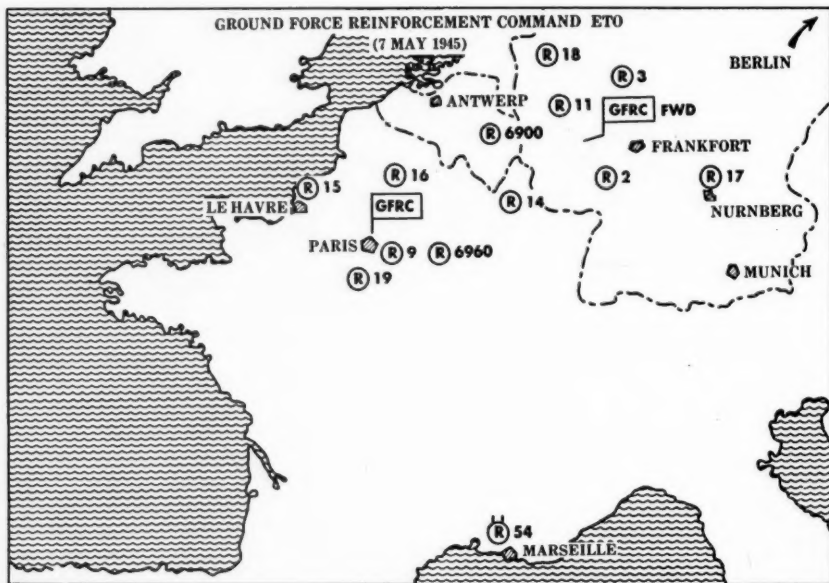 GROUND FORCE REINFORCEMENT COMMAND ETO
(7 MAY 1945)
BERLIN
R 18
R 3
ANTWERP
R 11
GFRC FWD
R 6900
FRANKFORT
R 15
R 16
R 2
R 17
LE HAVRE
GFRC
R 14
NURNBERG
PARIS
R 9
R 6960
R 19
MUNICH
R 54
MARSEILLE